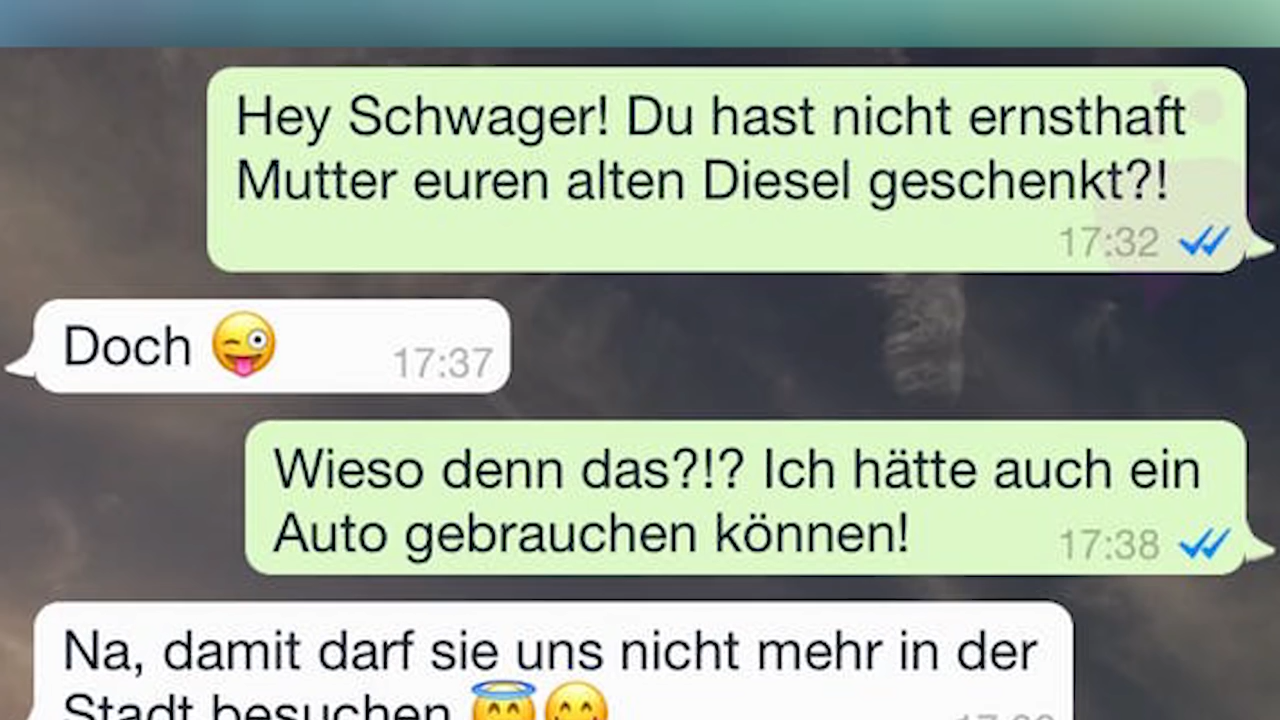 Hey Schwager! Du hast nicht ernsthaft
Mutter euren alten Diesel geschenkt?!
17:32
Doch 😜
17:37
Wieso denn das?!? Ich hätte auch ein
Auto gebrauchen können!
17:38
Na, damit darf sie uns nicht mehr in der
Stadt besuchen 😇😊